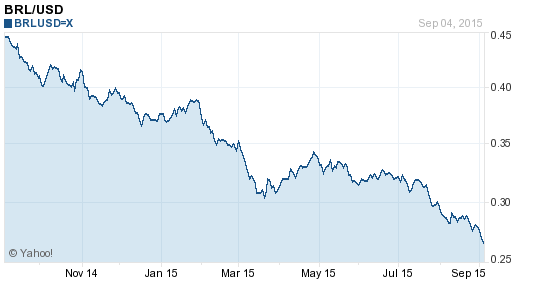 BRL/USD
BRLUSD=X
Sep 04, 2015
0.45
0.40
0.35
0.30
0.25
© Yahoo!
Nov 14
Jan 15
Mar 15
May 15
Jul 15
Sep 15